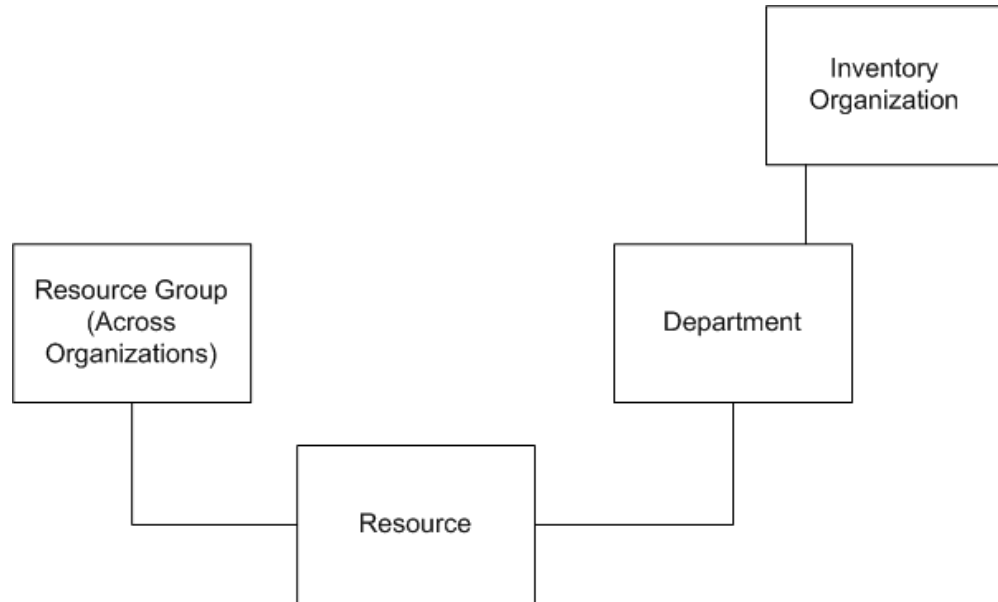 Inventory
Organization
Resource Group
(Across
Organizations)
Department
Resource